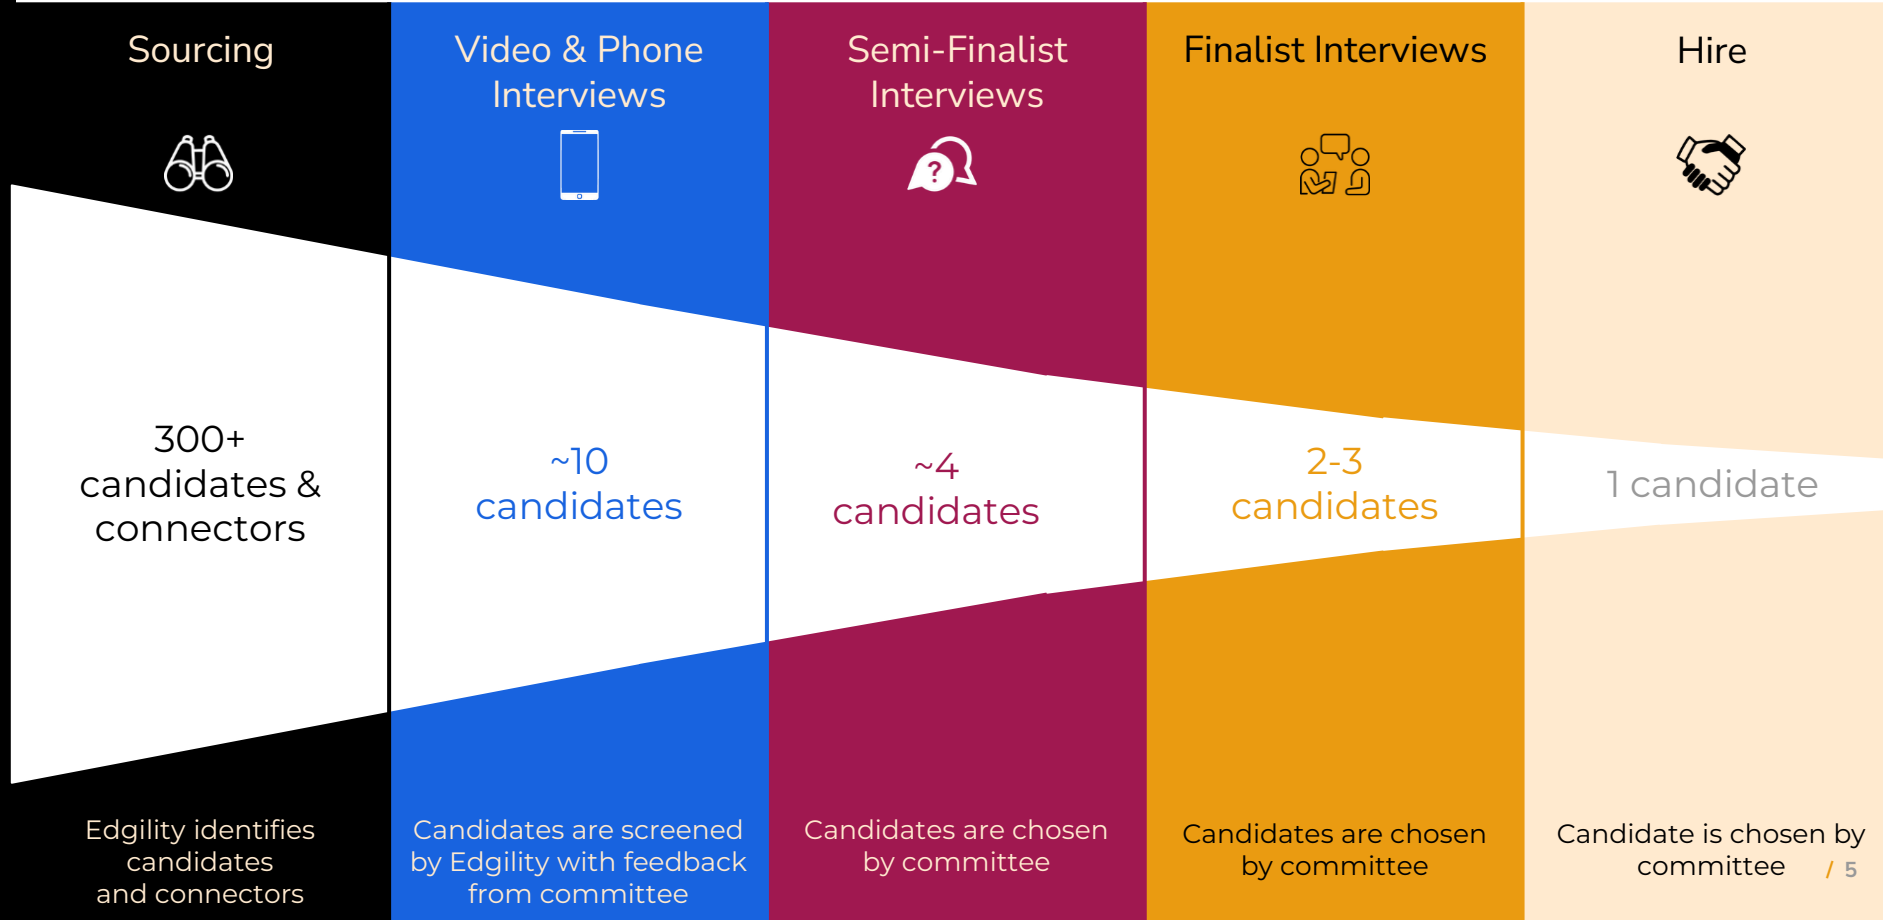 Sourcing
300+
candidates &
connectors
Edgility identifies
candidates
and connectors
Video & Phone
Interviews
~10
candidates
Candidates are screened
by Edgility with feedback
from committee
Semi-Finalist
Interviews
?
~4
candidates
Candidates are chosen
by committee
Finalist Interviews
2-3
candidates
Candidates are chosen
by committee
Hire
1 candidate
Candidate is chosen by
committee
/ 5